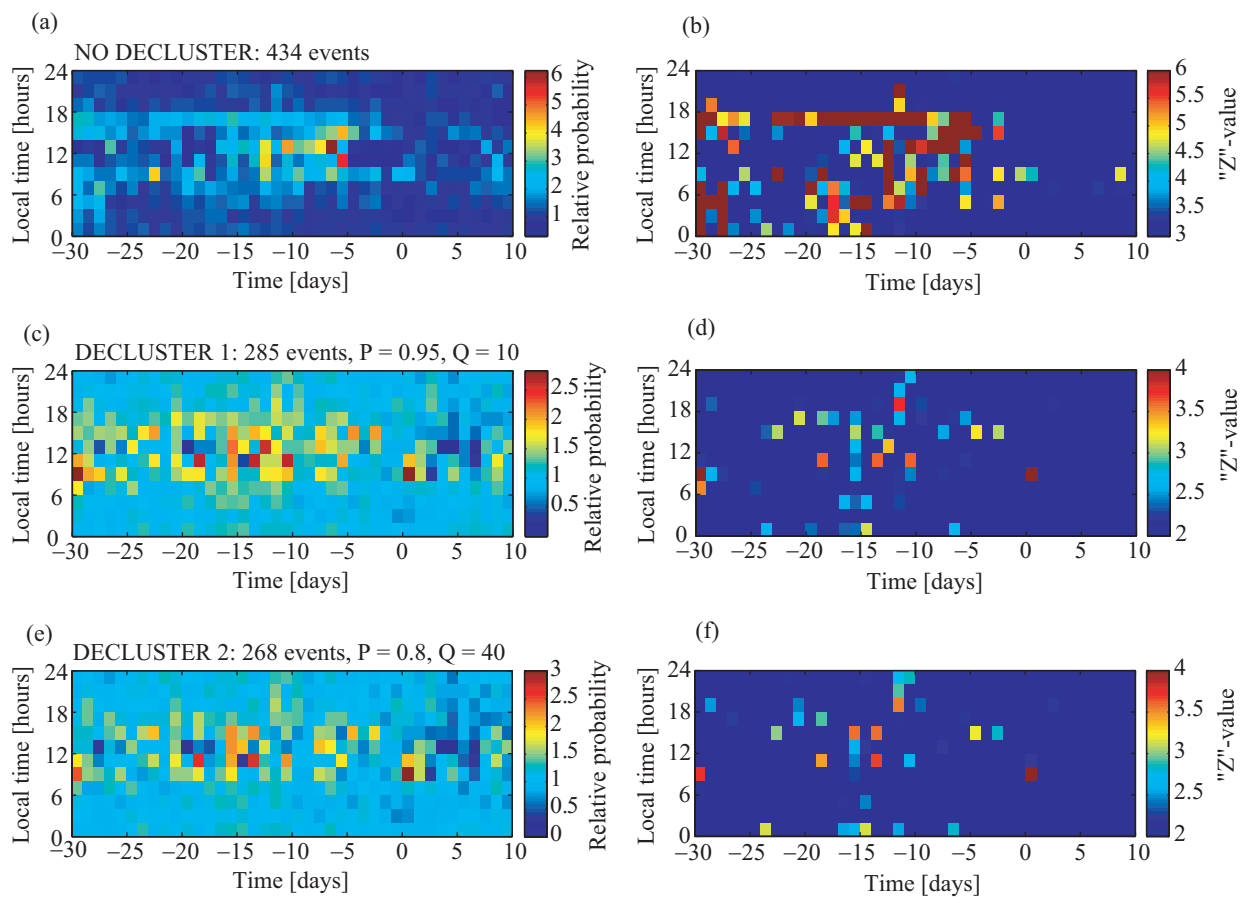 (a)
NO DECLUSTER: 434 events
24
18
12
6
0
Local time [hours]
−30 −25 −20 −15 −10 −5 0 5 10
Time [days]
6
5
4
3
2
1
Relative probability
(b)
24
18
12
6
0
Local time [hours]
−30 −25 −20 −15 −10 −5 0 5 10
Time [days]
6
5.5
5
4.5
4
3.5
3
"Z"-value
(c)
DECLUSTER 1: 285 events, P = 0.95, Q = 10
24
18
12
6
0
Local time [hours]
−30 −25 −20 −15 −10 −5 0 5 10
Time [days]
2.5
2
1.5
1
0.5
Relative probability
(d)
24
18
12
6
0
Local time [hours]
−30 −25 −20 −15 −10 −5 0 5 10
Time [days]
4
3.5
3
2.5
2
"Z"-value
(e)
DECLUSTER 2: 268 events, P = 0.8, Q = 40
24
18
12
6
0
Local time [hours]
−30 −25 −20 −15 −10 −5 0 5 10
Time [days]
3
2.5
2
1.5
1
0.5
0
Relative probability
(f)
24
18
12
6
0
Local time [hours]
−30 −25 −20 −15 −10 −5 0 5 10
Time [days]
4
3.5
3
2.5
2
"Z"-value